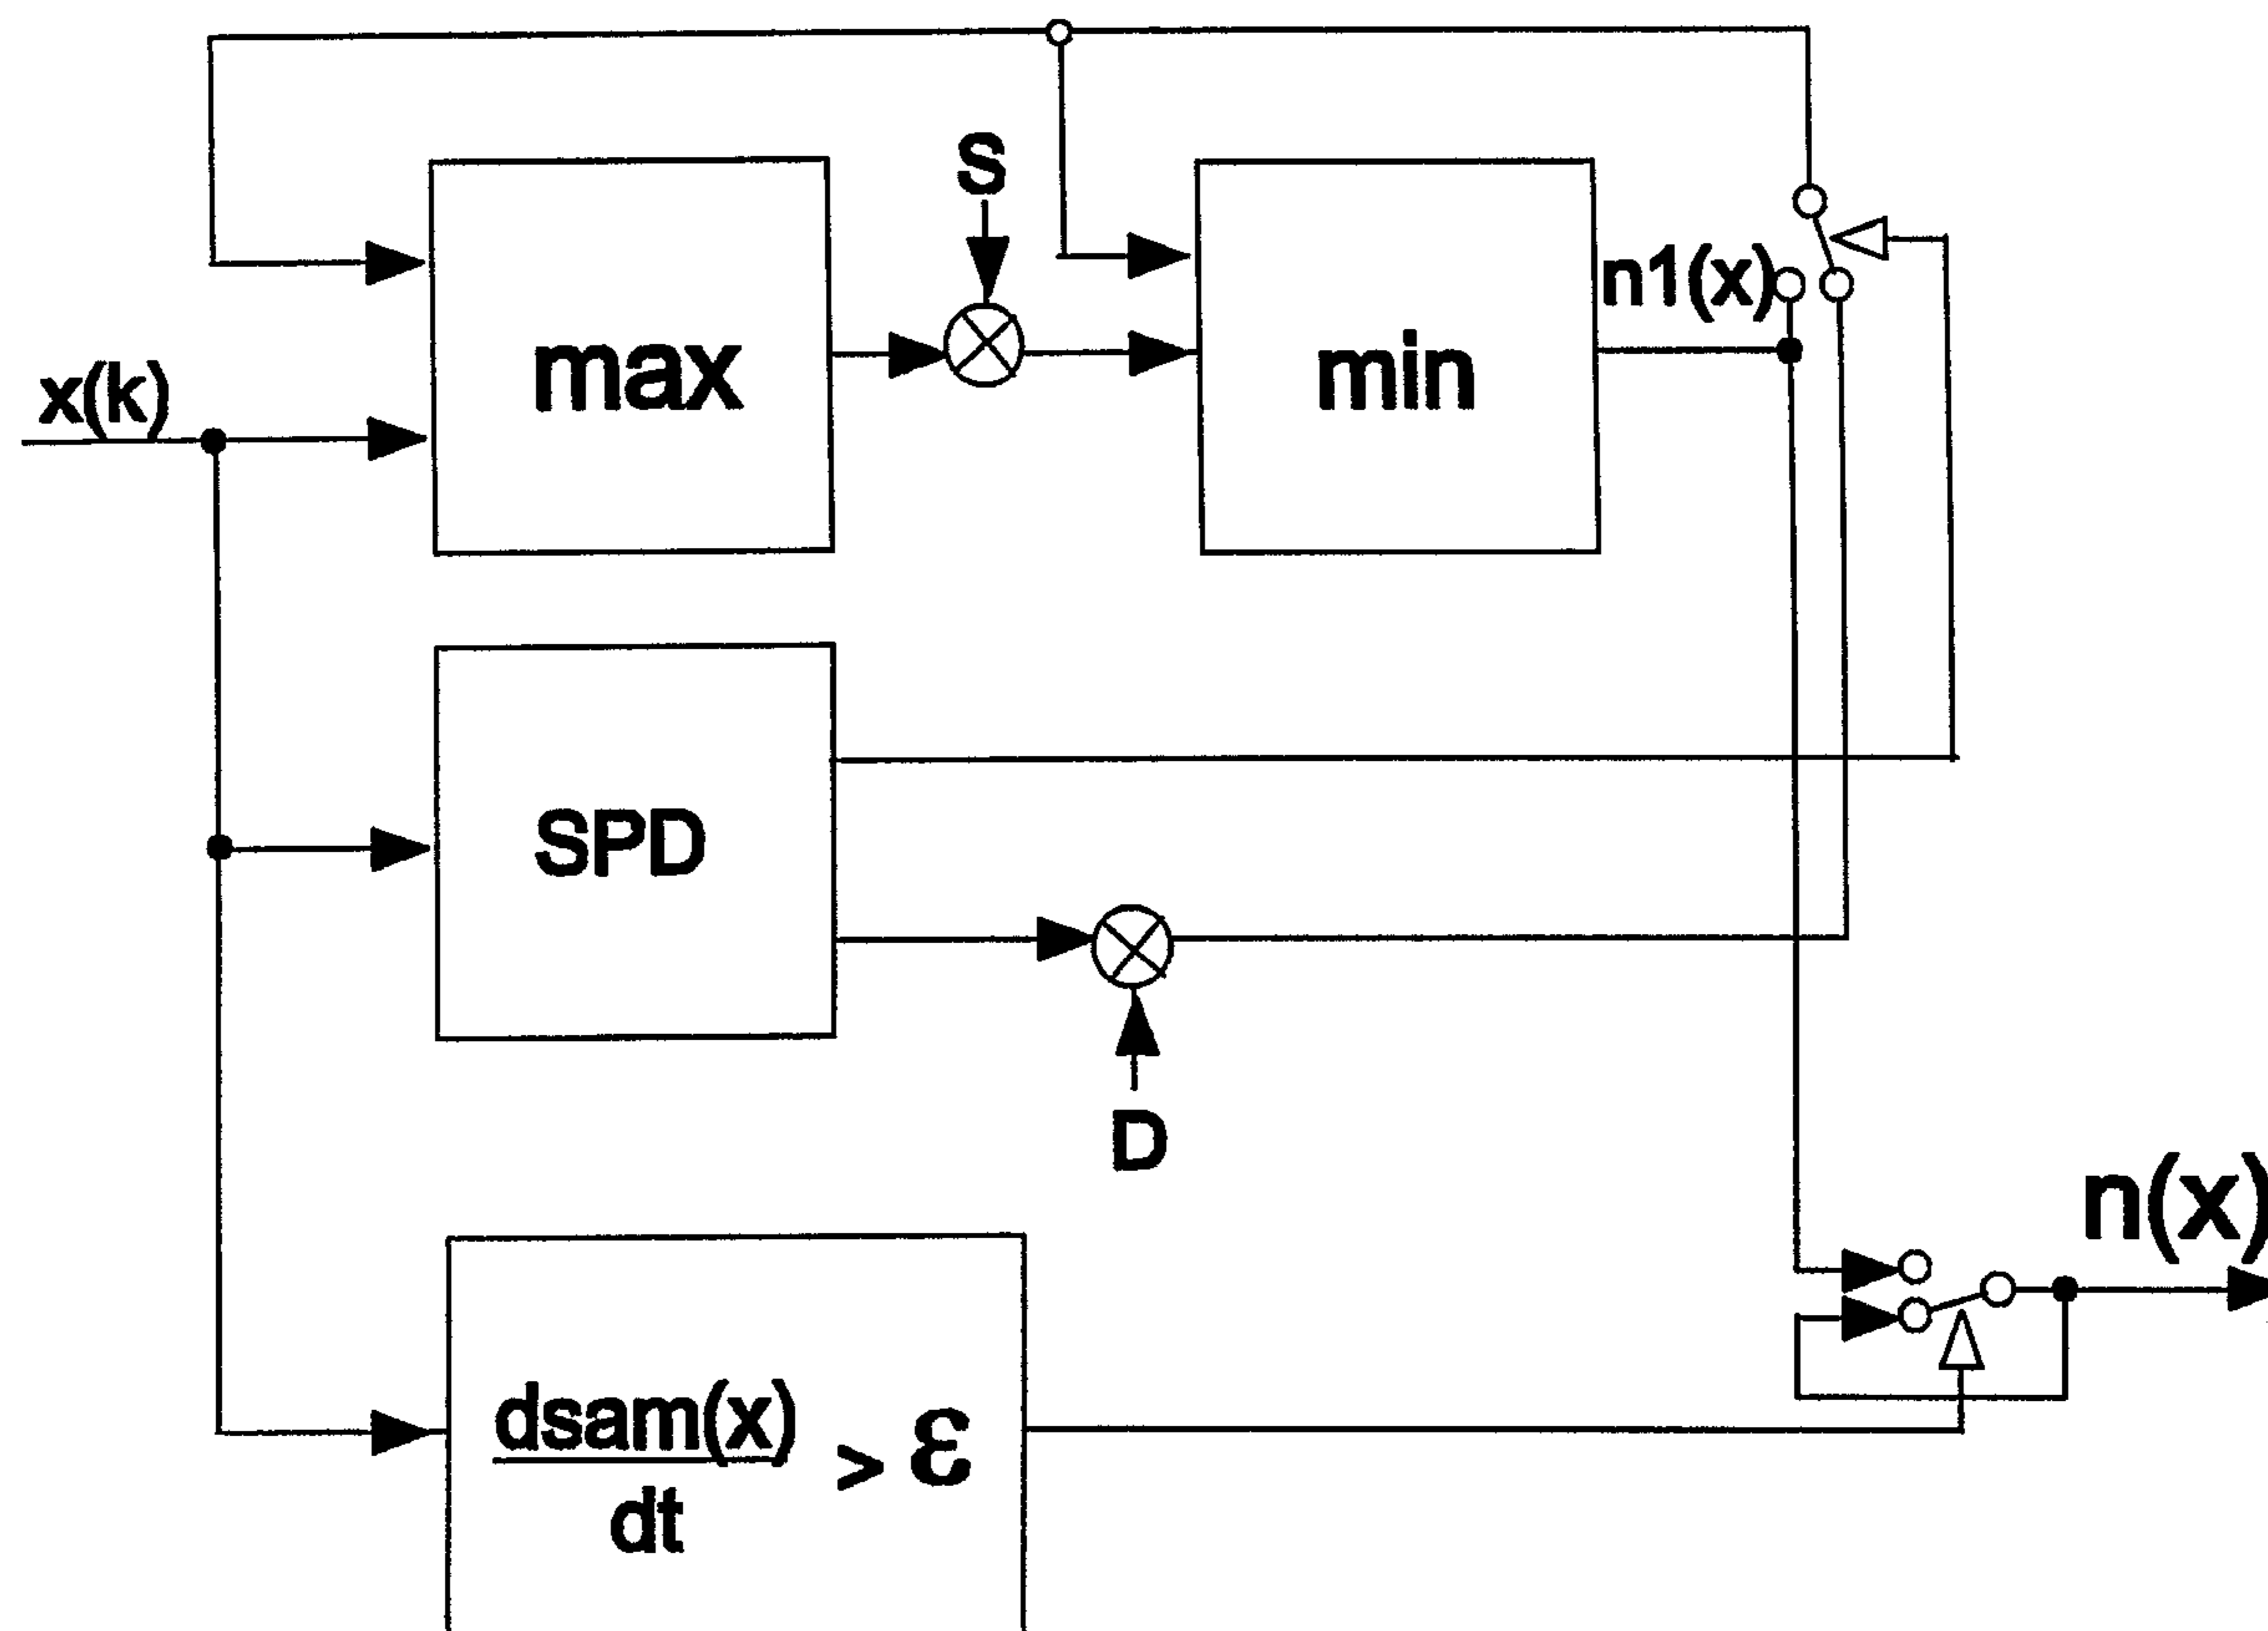 S
n1(x)
max
min
x(k)
SPD
D
n(x)
dsam(x)
dt
> ε